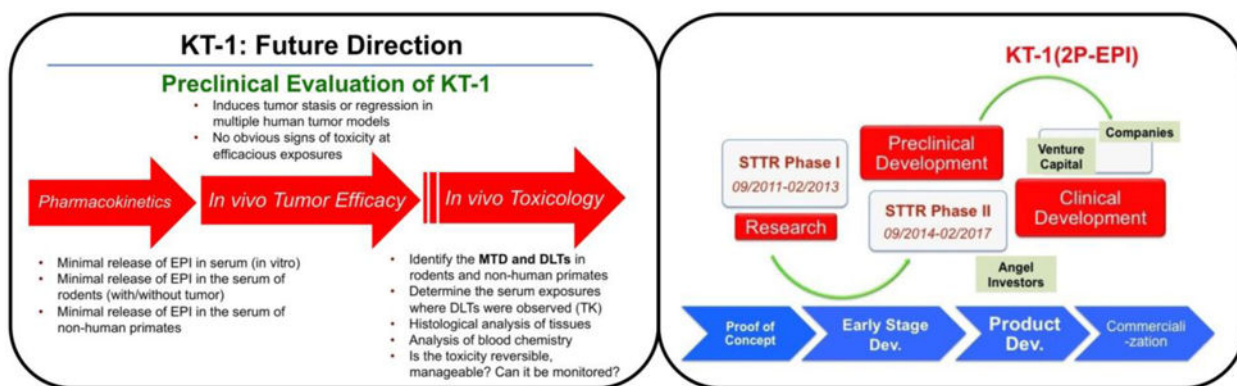 KT-1: Future Direction
Preclinical Evaluation of KT-1
• Induces tumor stasis or regression in
multiple human tumor models
• No obvious signs of toxicity at
efficacious exposures
Pharmacokinetics
In vivo Tumor Efficacy
In vivo Toxicology
• Minimal release of EPI in serum (in vitro)
• Minimal release of EPI in the serum of
rodents (with/without tumor)
• Minimal release of EPI in the serum of
non-human primates
• Identify the MTD and DLTs in
rodents and non-human primates
• Determine the serum exposures
where DLTs were observed (TK)
• Histological analysis of tissues
• Analysis of blood chemistry
• Is the toxicity reversible,
manageable? Can it be monitored?
KT-1(2P-EPI)
STTR Phase I
09/2011-02/2013
Research
Preclinical
Development
STTR Phase II
09/2014-02/2017
Companies
Venture
Capital
Clinical
Development
Angel
Investors
Proof of
Concept
Early Stage
Dev.
Product
Dev.
Commerciali
-zation